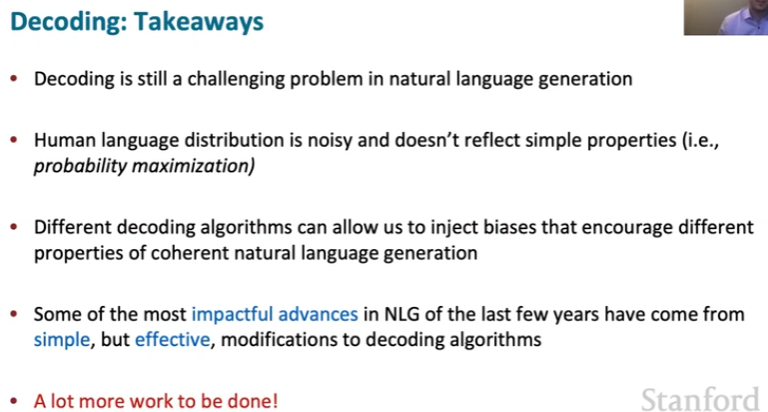 Decoding: Takeaways
• Decoding is still a challenging problem in natural language generation
• Human language distribution is noisy and doesn't reflect simple properties (i.e.,
probability maximization)
• Different decoding algorithms can allow us to inject biases that encourage different
properties of coherent natural language generation
• Some of the most impactful advances in NLG of the last few years have come from
simple, but effective, modifications to decoding algorithms
• A lot more work to be done!
Stanford